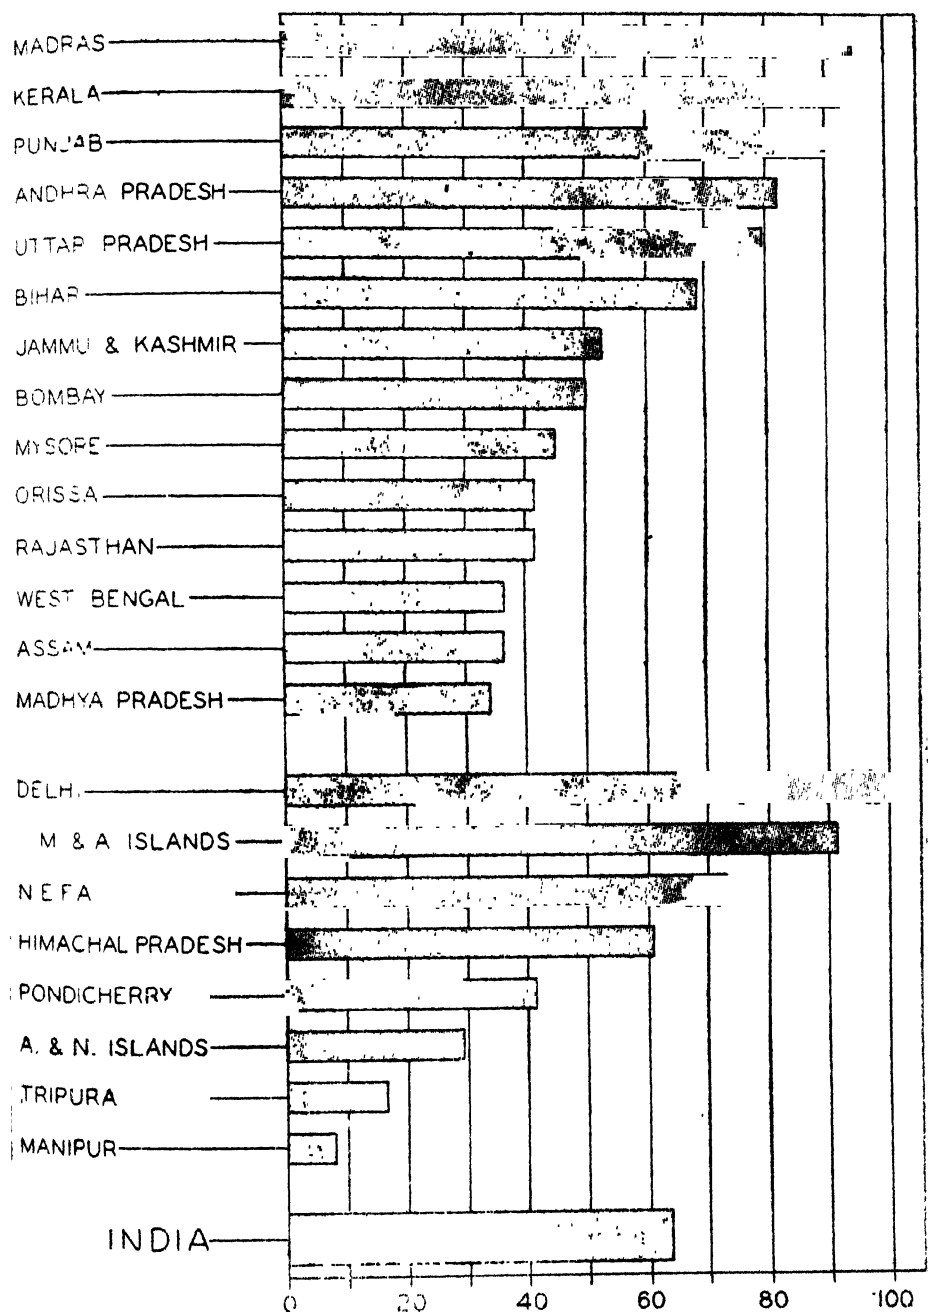 MADRAS
KERALA
PUNJAB
ANDHRA PRADESH
UTTAR PRADESH
BIHAR
JAMMU & KASHMIR
BOMBAY
MYSORE
ORISSA
RAJASTHAN
WEST BENGAL
ASSAM
MADHYA PRADESH
DELHI
M & A ISLANDS
NEFA
HIMACHAL PRADESH
PONDICHERRY
A. & N. ISLANDS
TRIPURA
MANIPUR
INDIA
0 20 40 60 80 100